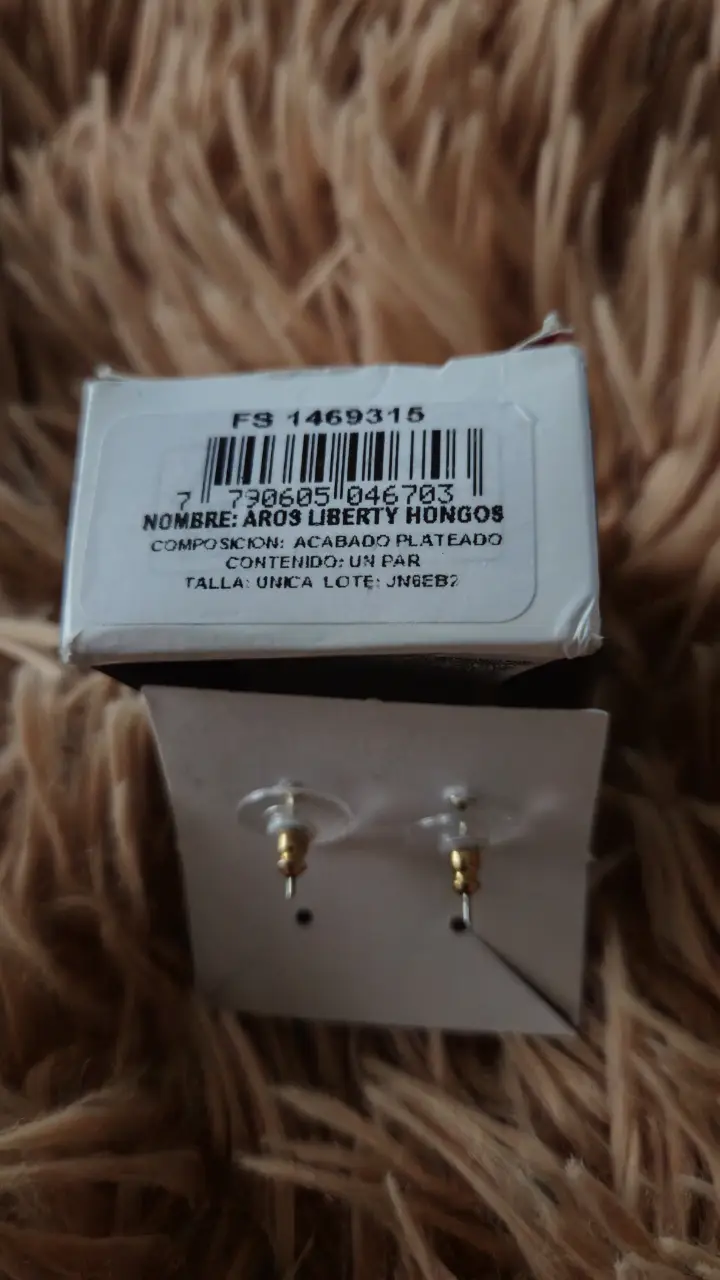 FS 1469315
7 790605 046703
NOMBRE: AROS LIBERTY HONGOS
COMPOSICION: ACABADO PLATEADO
CONTENIDO: UN PAR
TALLA: UNICA LOTE: JN6EB2